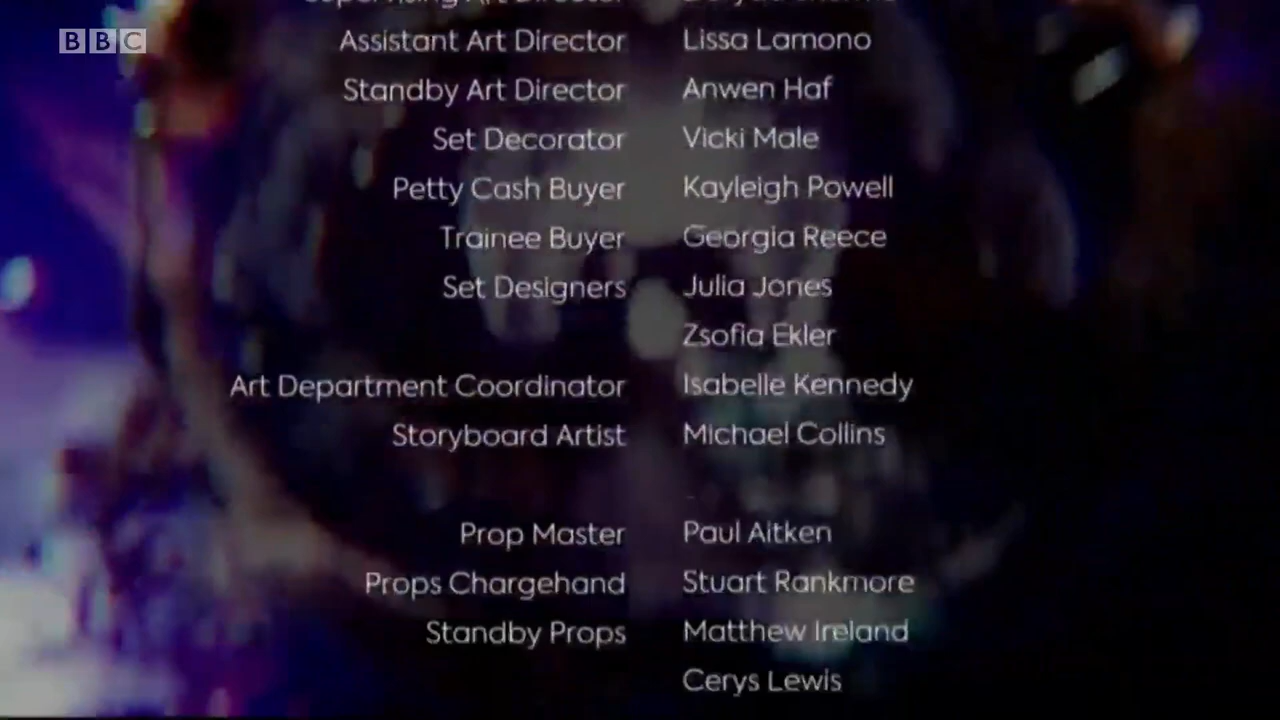 BBC
Assistant Art Director Lissa Lamono
Standby Art Director Anwen Haf
Set Decorator Vicki Male
Petty Cash Buyer Kayleigh Powell
Trainee Buyer Georgia Reece
Set Designers Julia Jones
Zsofia Ekler
Art Department Coordinator Isabelle Kennedy
Storyboard Artist Michael Collins
Prop Master Paul Aitken
Props Chargehand Stuart Rankmore
Standby Props Matthew Ireland
Cerys Lewis